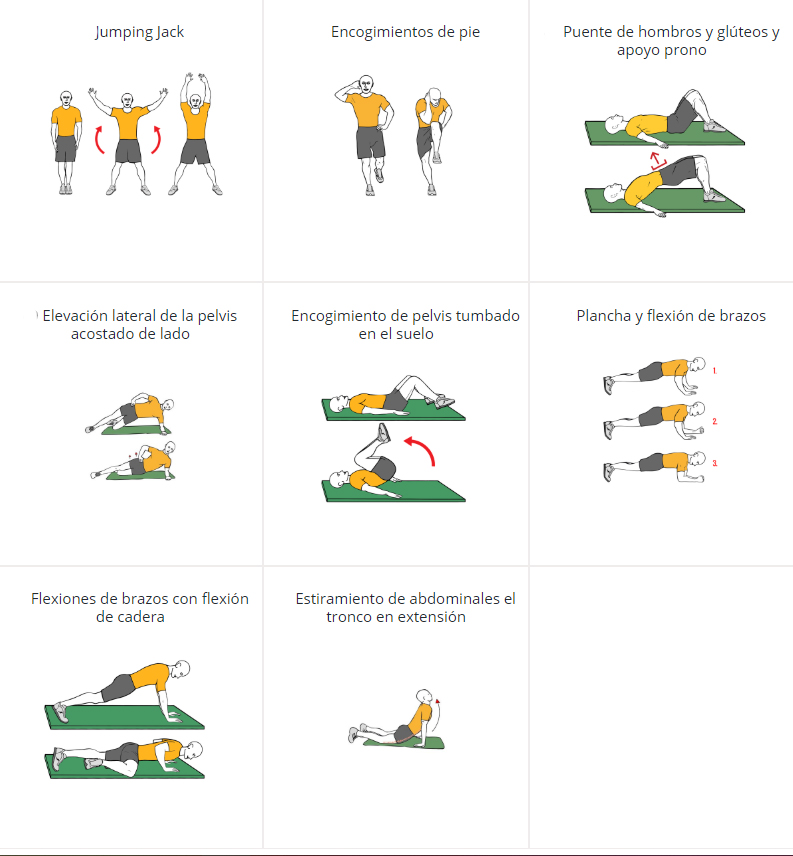 Jumping Jack
Encogimientos de pie
Puente de hombros y glúteos y
apoyo prono
Elevación lateral de la pelvis
acostado de lado
Encogimiento de pelvis tumbado
en el suelo
Plancha y flexión de brazos
1
2
3
Flexiones de brazos con flexión
de cadera
Estiramiento de abdominales el
tronco en extensión